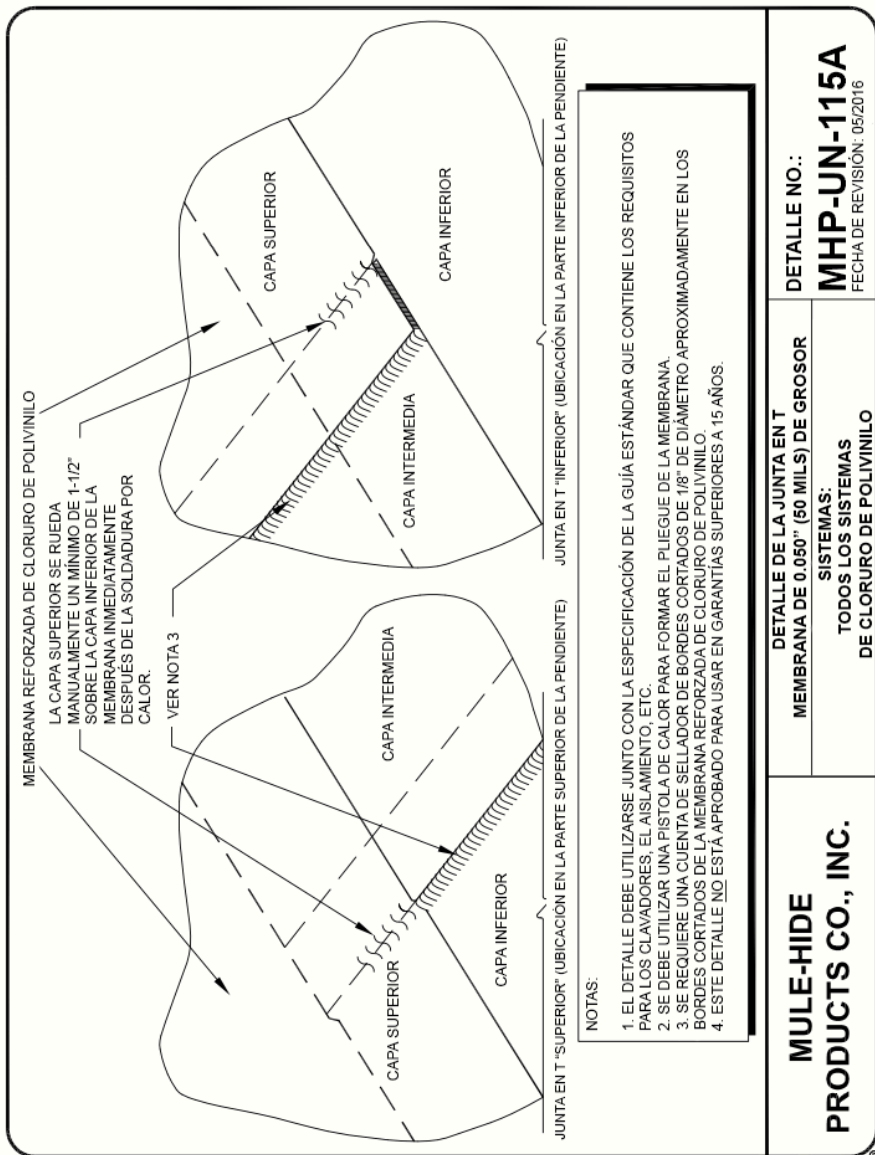 MEMBRANA REFORZADA DE CLORURO DE POLIVINILO
LA CAPA SUPERIOR SE RUEDA
MANUALMENTE UN MÍNIMO DE 1-1/2"
SOBRE LA CAPA INFERIOR DE LA
MEMBRANA INMEDIATAMENTE
DESPUÉS DE LA SOLDADURA POR
CALOR.
VER NOTA 3
CAPA INTERMEDIA
CAPA SUPERIOR
CAPA INFERIOR
JUNTA EN T "SUPERIOR" (UBICACIÓN EN LA PARTE SUPERIOR DE LA PENDIENTE)
CAPA SUPERIOR
CAPA INTERMEDIA
CAPA INFERIOR
JUNTA EN T "INFERIOR" (UBICACIÓN EN LA PARTE INFERIOR DE LA PENDIENTE)
NOTAS:
1. EL DETALLE DEBE UTILIZARSE JUNTO CON LA ESPECIFICACIÓN DE LA GUÍA ESTÁNDAR QUE CONTIENE LOS REQUISITOS
PARA LOS CLAVADORES, EL AISLAMIENTO, ETC.
2. SE DEBE UTILIZAR UNA PISTOLA DE CALOR PARA FORMAR EL PLIEGUE DE LA MEMBRANA.
3. SE REQUIERE UNA CUENTA DE SELLADOR DE BORDES CORTADOS DE 1/8" DE DIÁMETRO APROXIMADAMENTE EN LOS
BORDES CORTADOS DE LA MEMBRANA REFORZADA DE CLORURO DE POLIVINILO.
4. ESTE DETALLE NO ESTÁ APROBADO PARA USAR EN GARANTÍAS SUPERIORES A 15 AÑOS.
MULE-HIDE
PRODUCTS CO., INC.
DETALLE DE LA JUNTA EN T
MEMBRANA DE 0.050" (50 MILS) DE GROSOR
SISTEMAS:
TODOS LOS SISTEMAS
DE CLORURO DE POLIVINILO
DETALLE NO.:
MHP-UN-115A
FECHA DE REVISIÓN: 05/2016